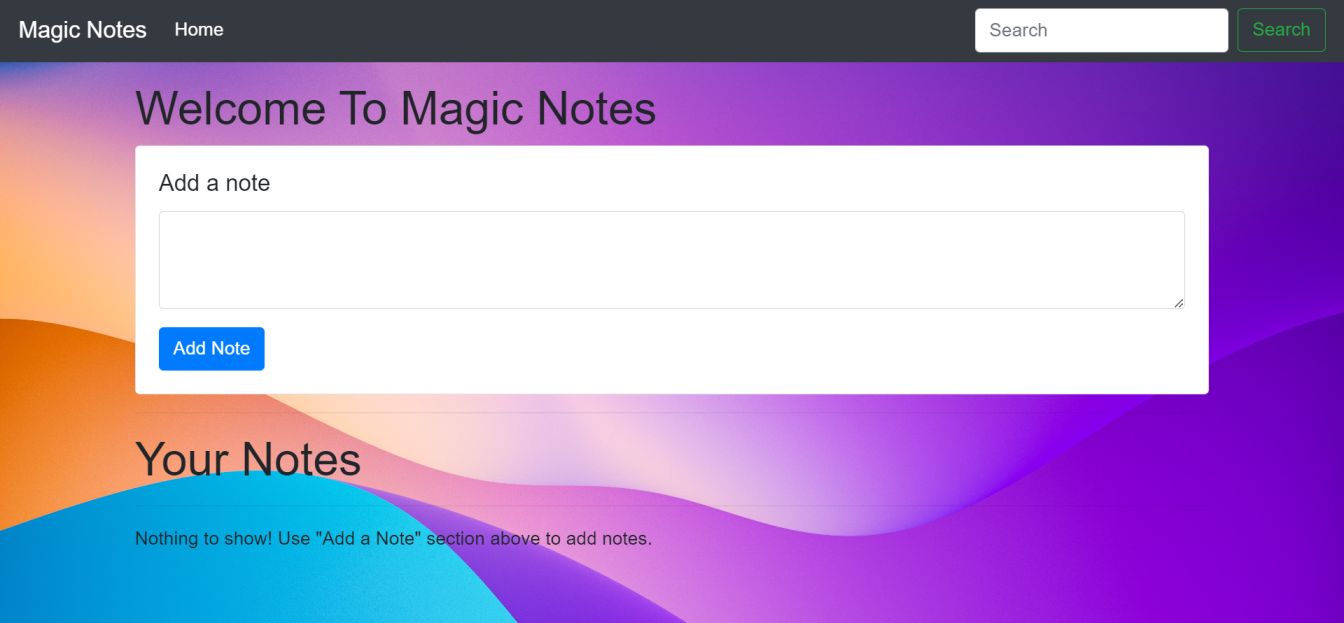 Magic Notes Home Search Search
Welcome To Magic Notes
Add a note
Add Note
Your Notes
Nothing to show! Use "Add a Note" section above to add notes.